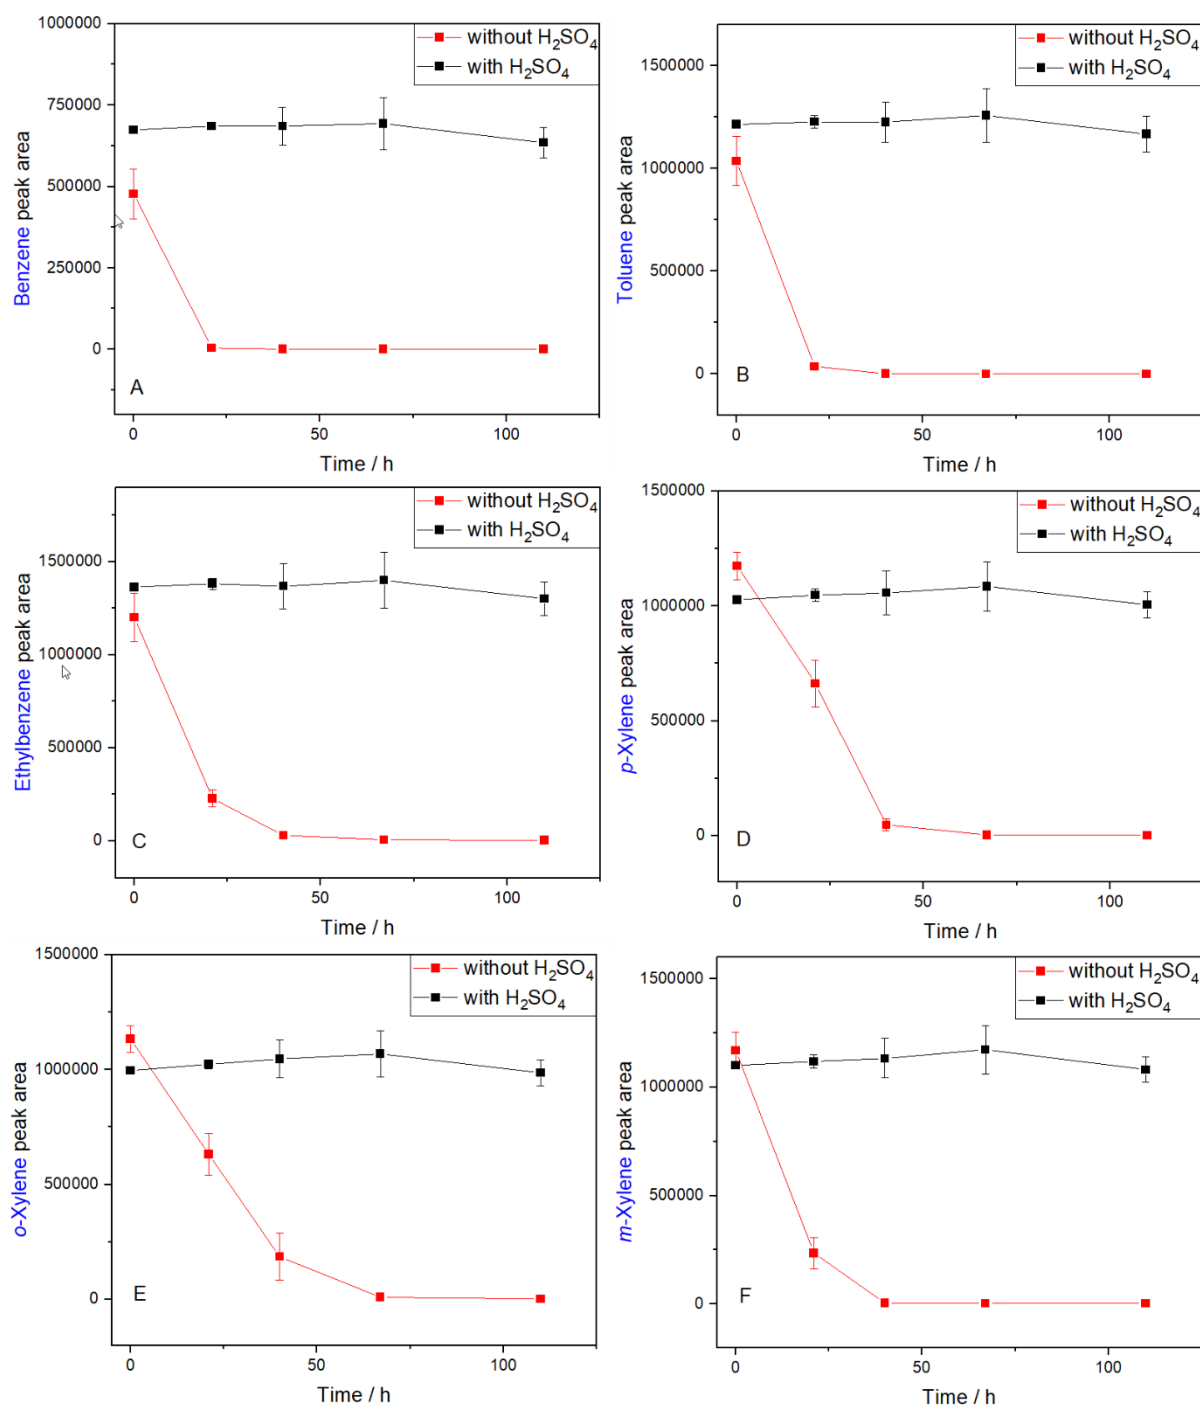 1000000
750000
500000
250000
0
Benzene peak area
without H₂SO₄
with H₂SO₄
A
0
50
100
Time / h
1500000
1000000
500000
0
Toluene peak area
without H₂SO₄
with H₂SO₄
B
0
50
100
Time / h
1500000
1000000
500000
0
Ethylbenzene peak area
without H₂SO₄
with H₂SO₄
C
0
50
100
Time / h
1500000
1000000
500000
0
p-Xylene peak area
without H₂SO₄
with H₂SO₄
D
0
50
100
Time / h
1500000
1000000
500000
0
o-Xylene peak area
without H₂SO₄
with H₂SO₄
E
0
50
100
Time / h
1500000
1000000
500000
0
m-Xylene peak area
without H₂SO₄
with H₂SO₄
F
0
50
100
Time / h